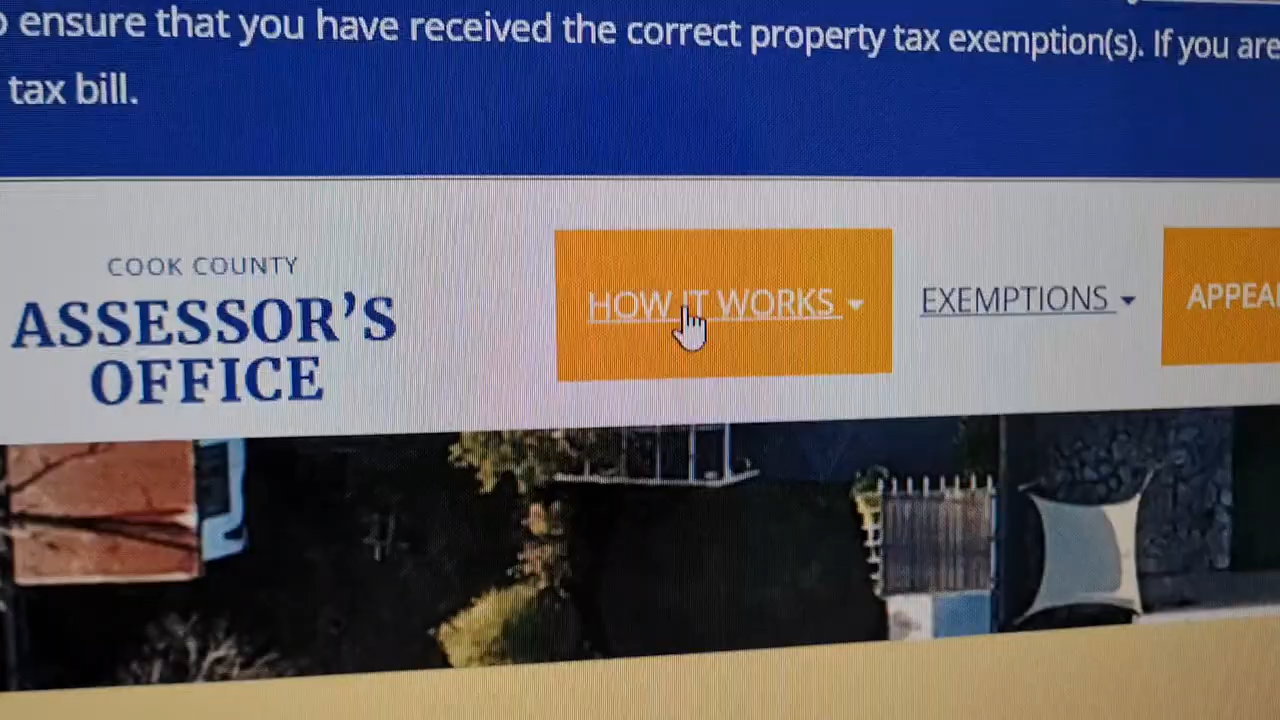 ensure that you have received the correct property tax exemption(s). If you are
tax bill.
COOK COUNTY
ASSESSOR'S
OFFICE
HOW IT WORKS
EXEMPTIONS
APPEA